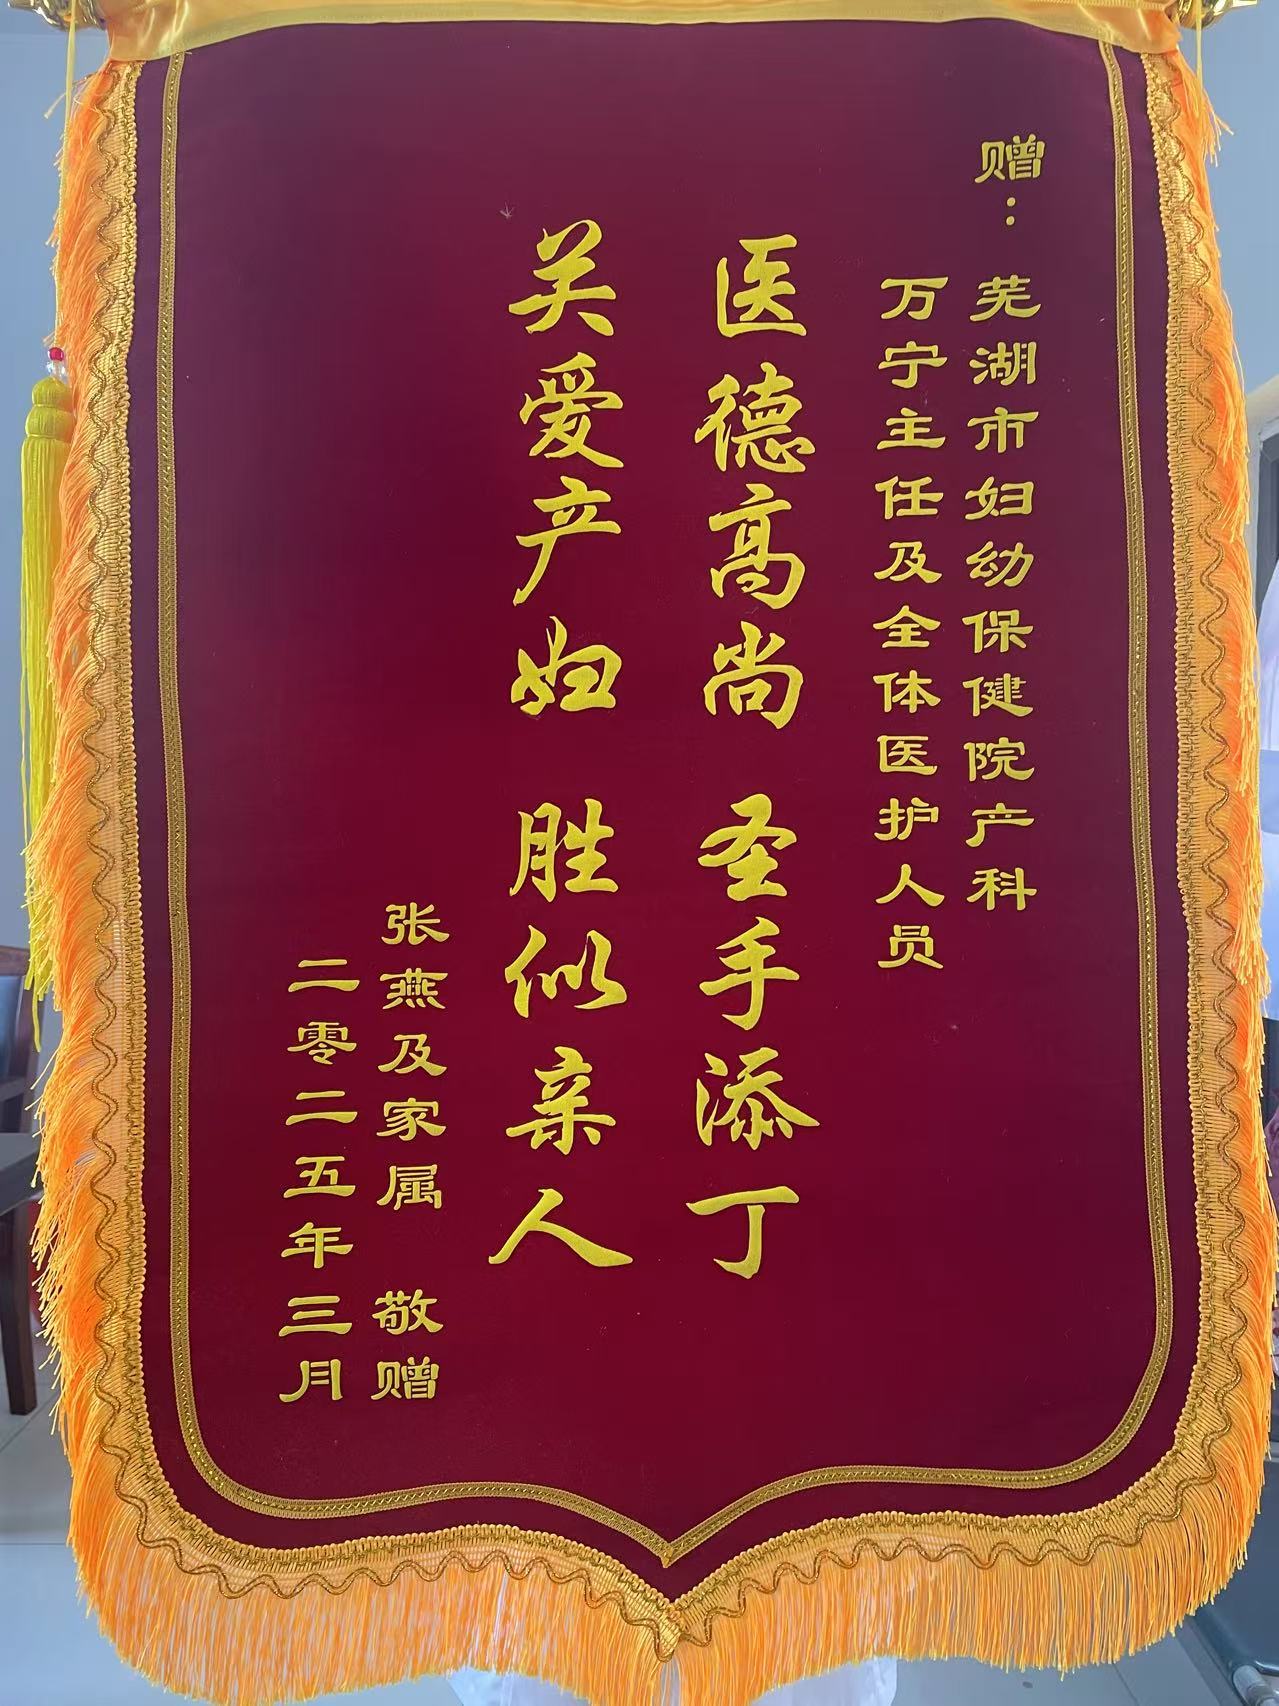 赠：芜湖市妇幼保健院产科
万宁主任及全体医护人员
医德高尚 圣手添丁
关爱产妇 胜似亲人
张燕及家属 敬赠
二零二五年三月